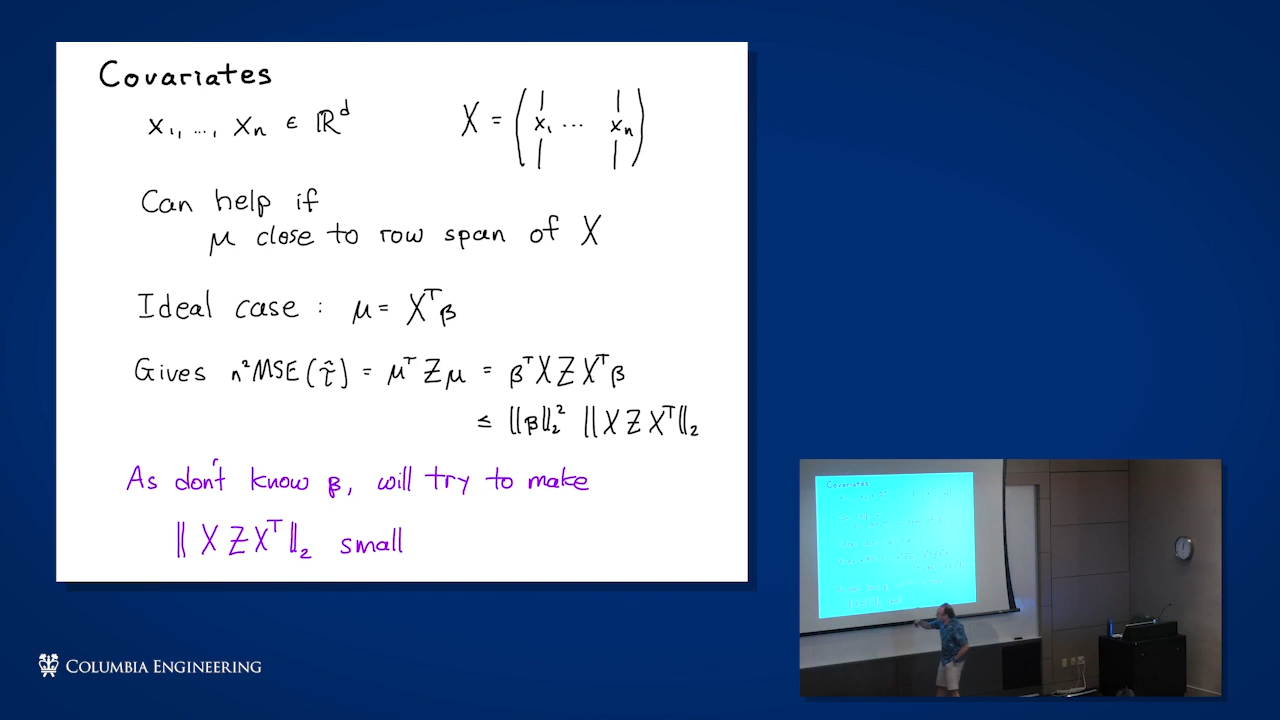 Covariates
x₁, ..., xₙ ∈ ℝᵈ
X = ( x₁ ... xₙ )
Can help if
μ close to row span of X
Ideal case : μ = Xᵀβ
Gives n²MSE(τ̂) = μᵀZμ = βᵀXZXᵀβ
≤ ‖β‖₂² ‖XZXᵀ‖₂
As don't know β, will try to make
‖XZXᵀ‖₂ small
Covariates
COLUMBIA ENGINEERING